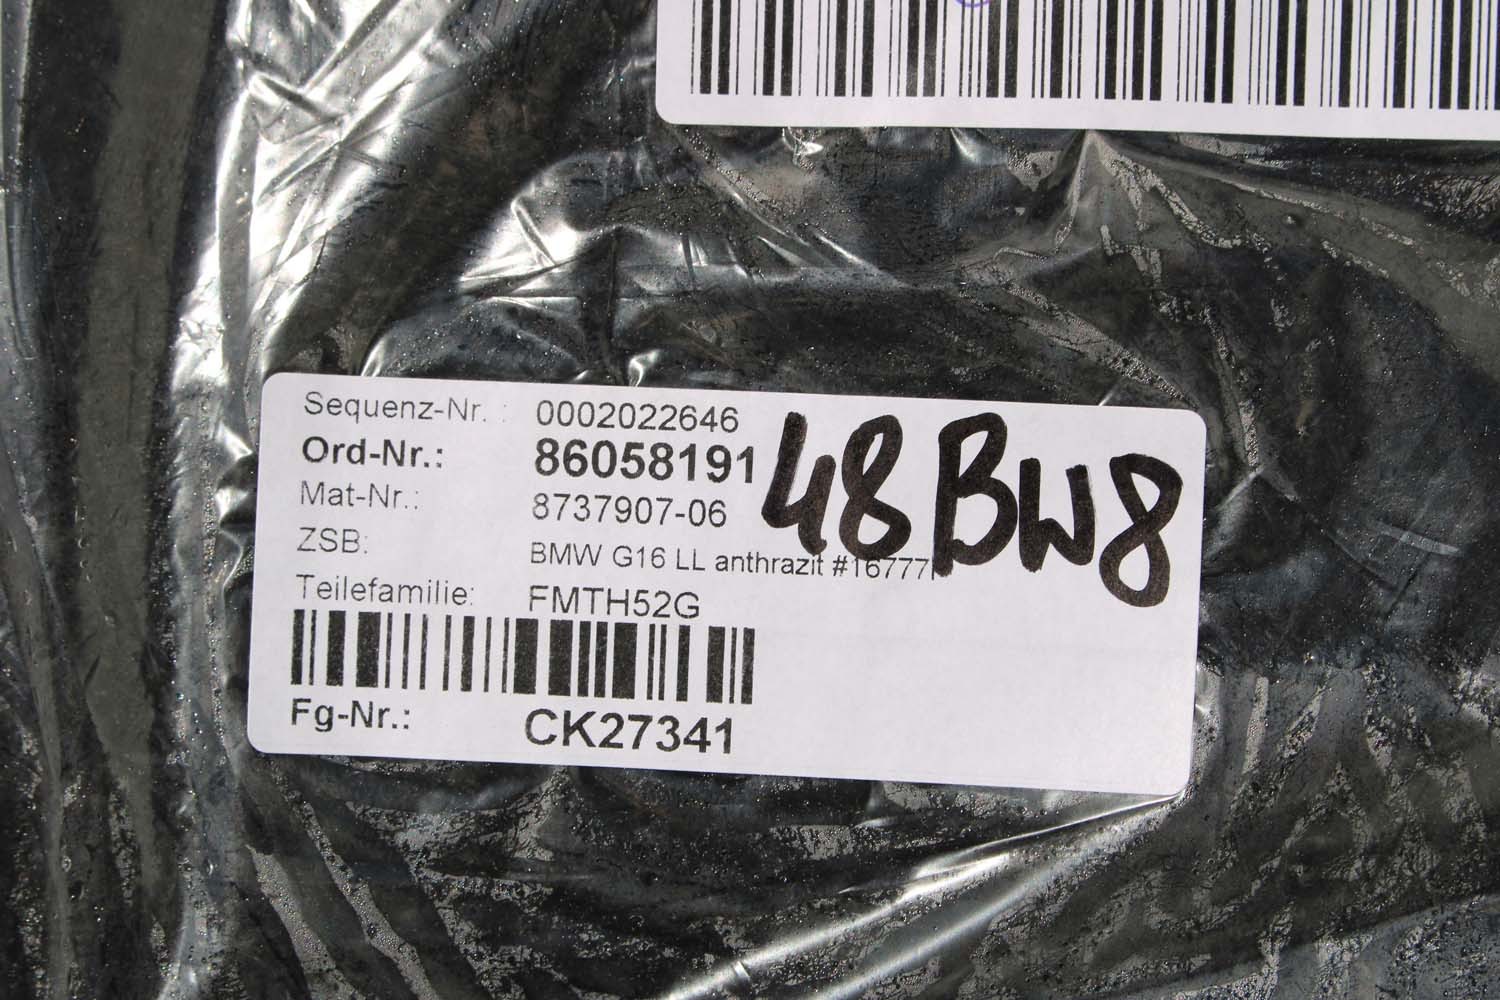 Sequenz-Nr. : 0002022646
Ord-Nr.: 86058191
Mat-Nr.: 8737907-06
ZSB: BMW G16 LL anthrazit #16777
Teilefamilie: FMTH52G
Fg-Nr.: CK27341
48BW8